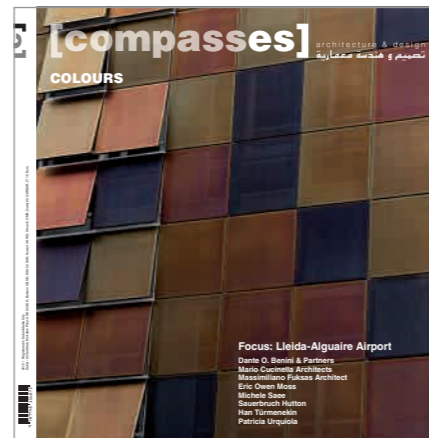 [compasses]
architecture & design
تصميم و هندسة معمارية
COLOURS
Focus: Lleida-Alguaire Airport
Dante O. Benini & Partners
Mario Cucinella Architects
Massimiliano Fuksas Architect
Eric Owen Moss
Michele Saee
Sauerbruch Hutton
Han Türmenekin
Patricia Urquiola